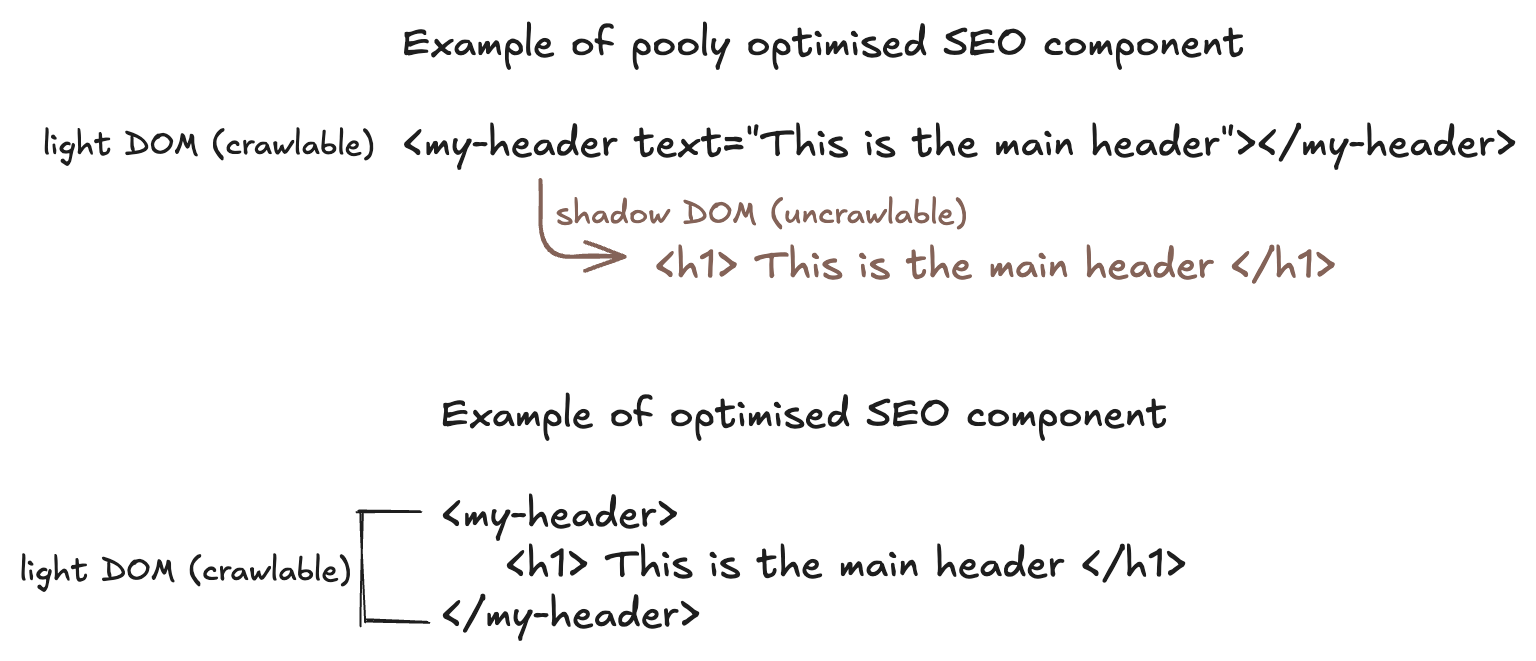 Example of pooly optimised SEO component
light DOM (crawlable) <my-header text="This is the main header"></my-header>
shadow DOM (uncrawlable)
<h1> This is the main header </h1>
Example of optimised SEO component
<my-header>
light DOM (crawlable) <h1> This is the main header </h1>
</my-header>